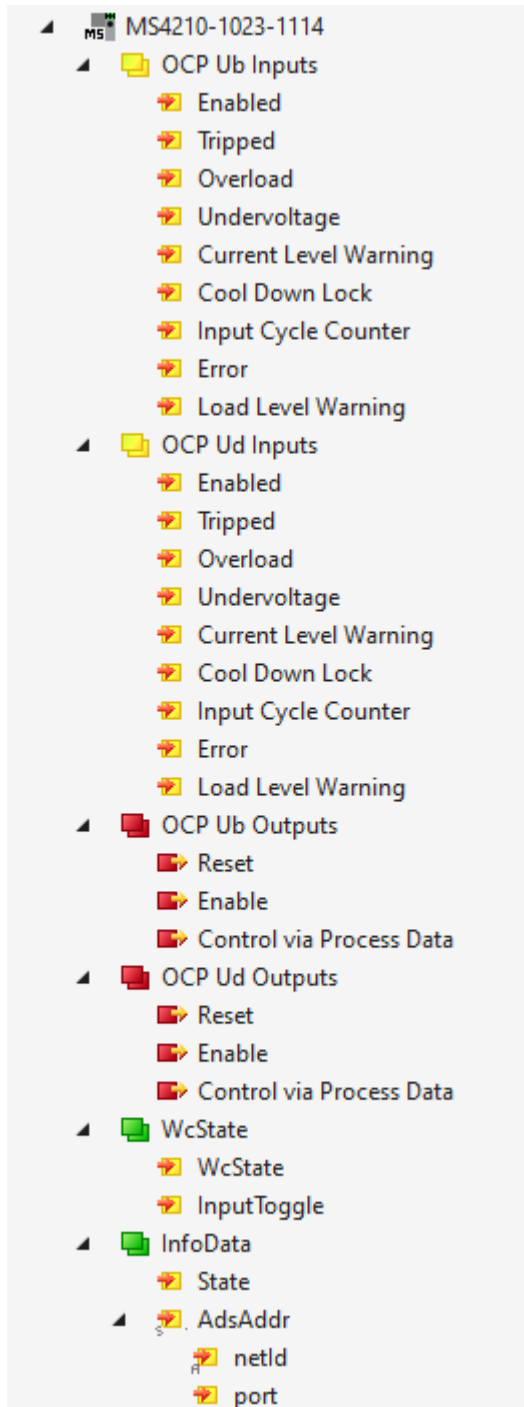 MS4210-1023-1114
OCP Ub Inputs
Enabled
Tripped
Overload
Undervoltage
Current Level Warning
Cool Down Lock
Input Cycle Counter
Error
Load Level Warning
OCP Ud Inputs
Enabled
Tripped
Overload
Undervoltage
Current Level Warning
Cool Down Lock
Input Cycle Counter
Error
Load Level Warning
OCP Ub Outputs
Reset
Enable
Control via Process Data
OCP Ud Outputs
Reset
Enable
Control via Process Data
WcState
WcState
InputToggle
InfoData
State
AdsAddr
netId
port